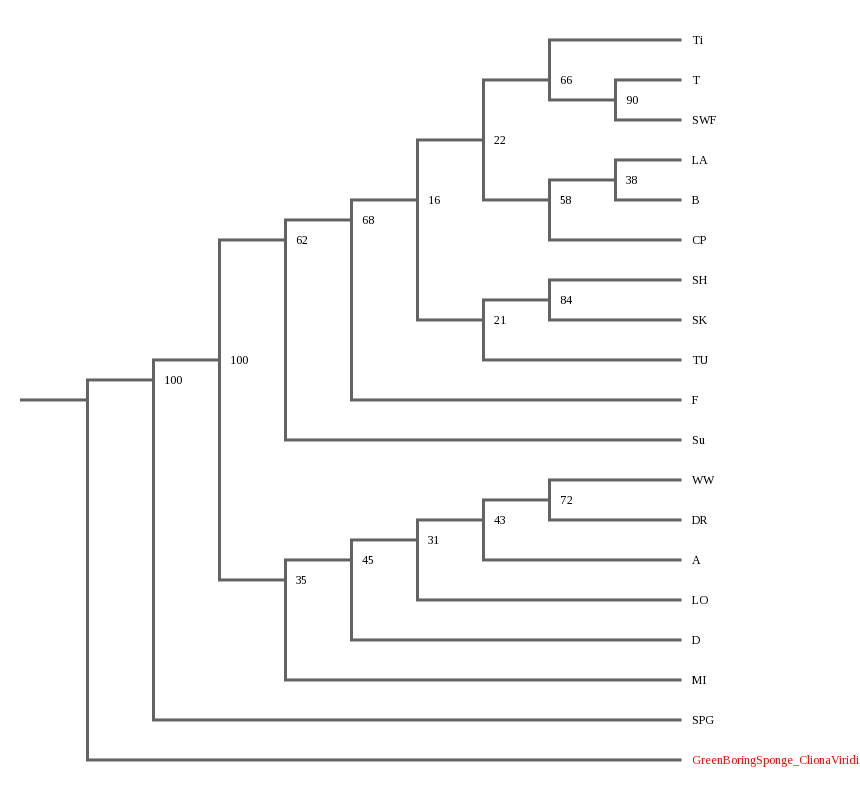 Ti
66
T
90
SWF
22
LA
38
B
58
16
CP
68
62
SH
84
SK
21
TU
100
100
F
Su
WW
72
DR
43
31
A
45
35
LO
D
MI
SPG
GreenBoringSponge_ClionaViridi